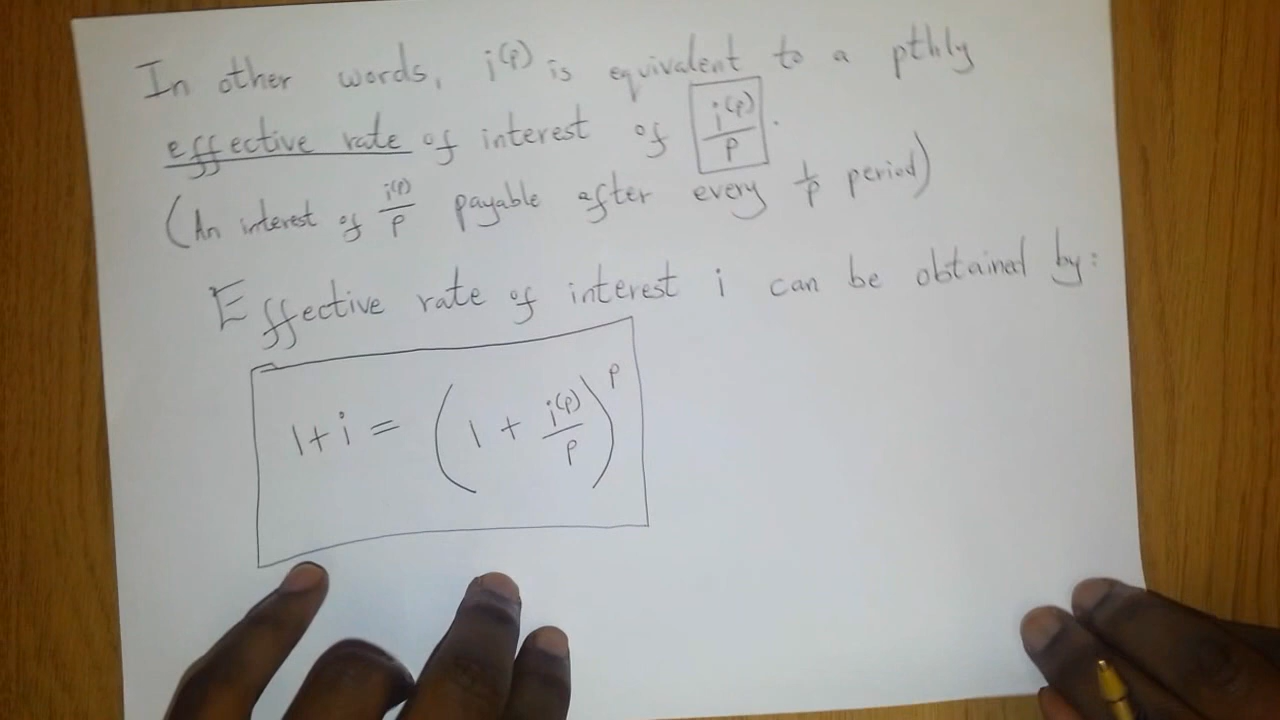 In other words, i^(p) is equivalent to a pthly
effective rate of interest of i^(p)/p.
(An interest of i^(p)/p payable after every 1/p period)
Effective rate of interest i can be obtained by:
1+i = (1 + i^(p)/p)^p